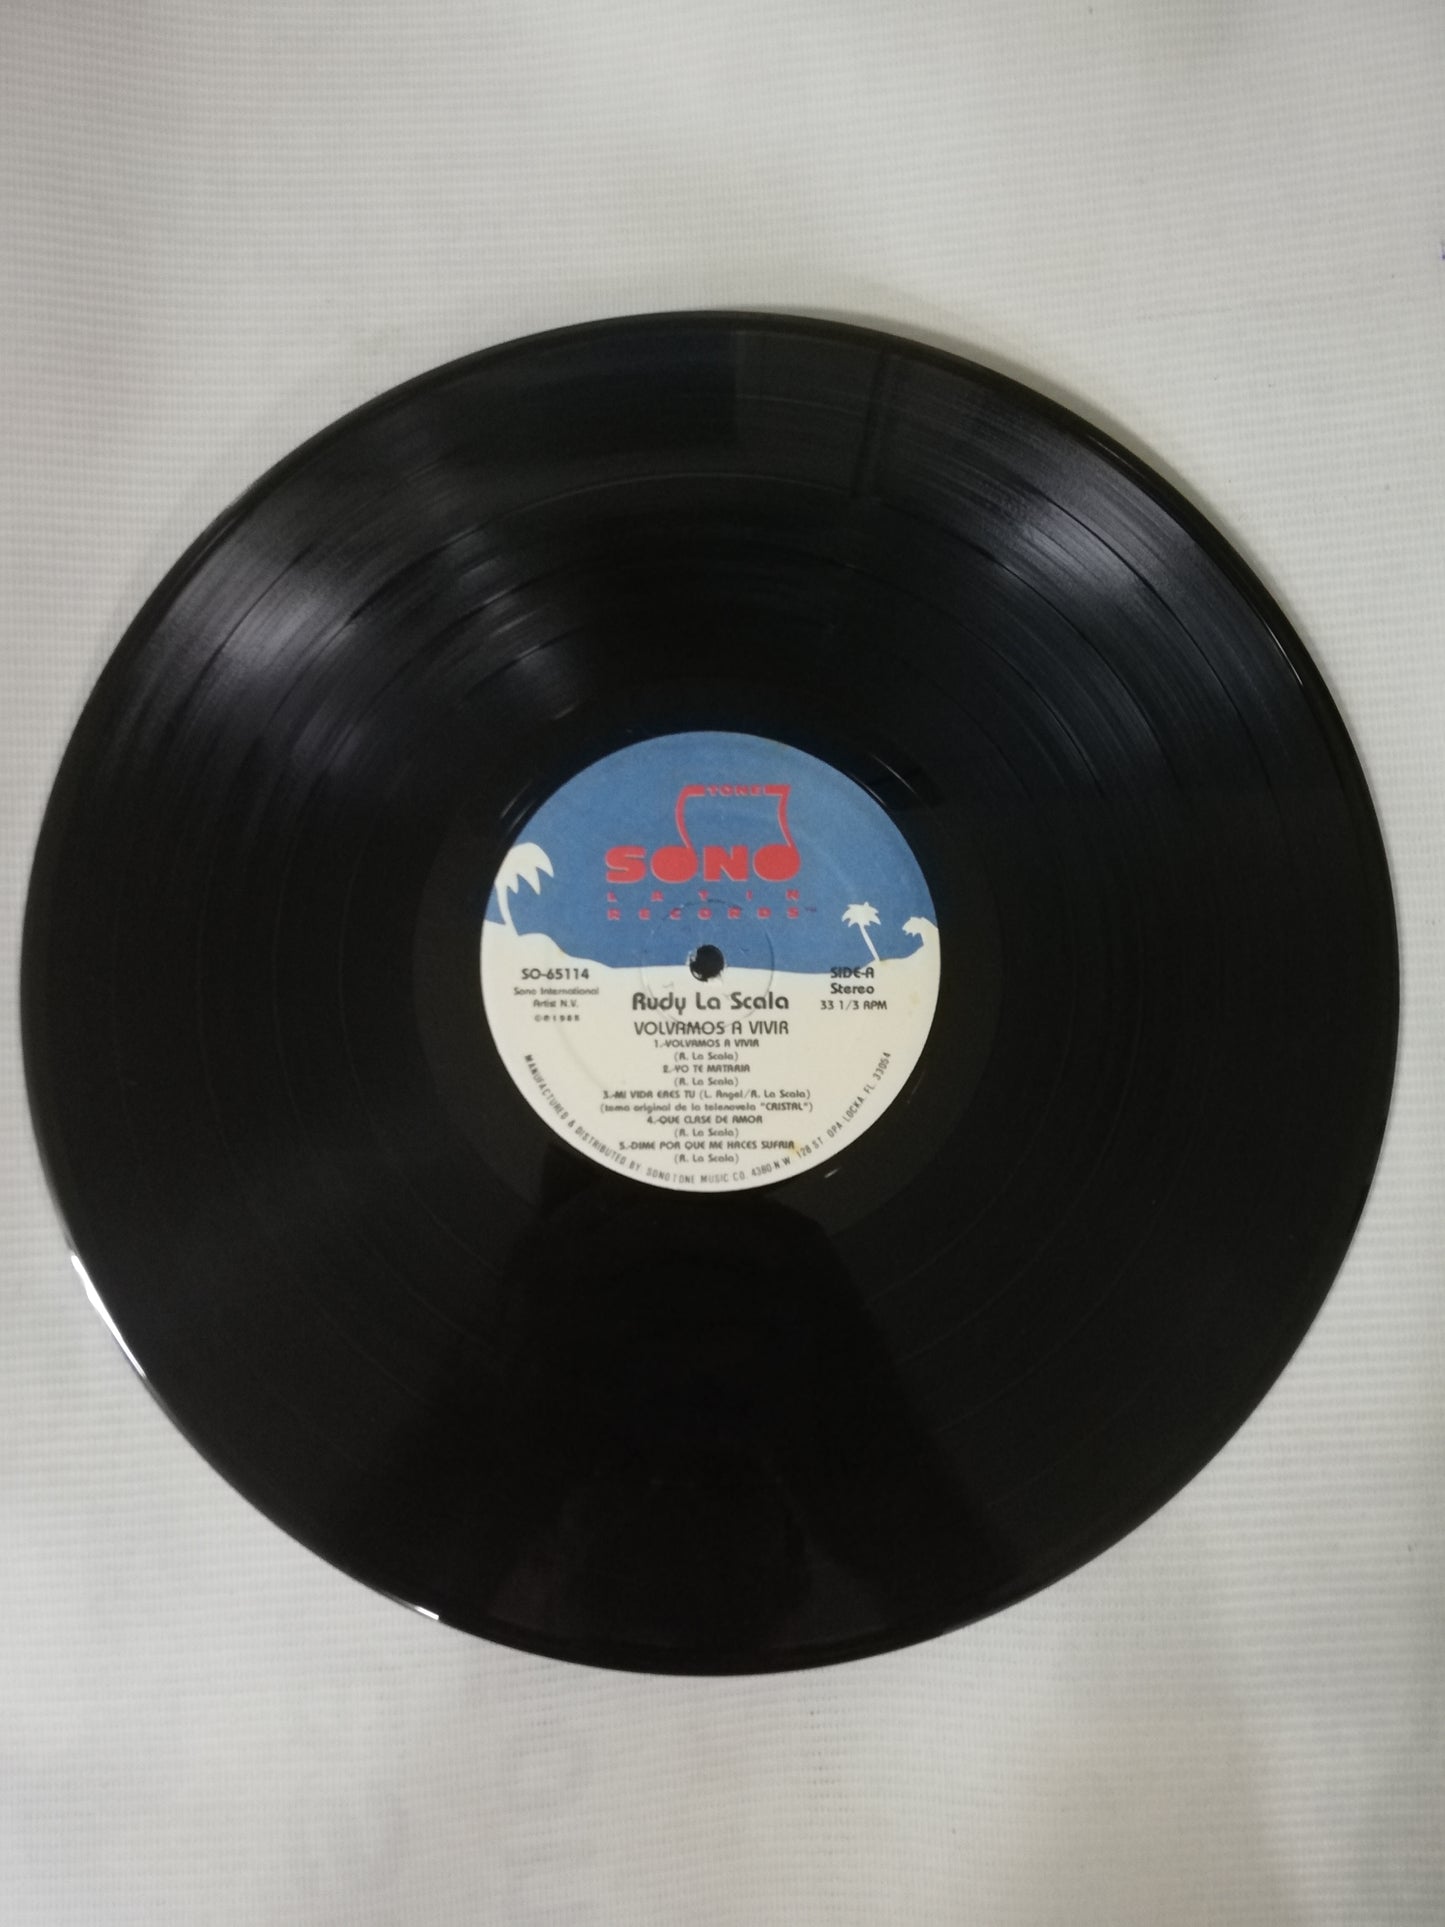 TONE
SONO
LATIN
RECORDS™
SO-65114
Sono International
Artist N.V.
SIDE-A
Stereo
33 1/3 RPM
Rudy La Scala
VOLVAMOS A VIVIR
1.-VOLVAMOS A VIVIR
(R. La Scala)
2.-YO TE MATARIA
(R. La Scala)
3.-MI VIDA ERES TU (L. Angel/R. La Scala)
(tema original de la telenovela "CRISTAL")
4.-QUE CLASE DE AMOR
(R. La Scala)
5.-DIME POR QUE ME HACES SUFRIR
(R. La Scala)
MANUFACTURED & DISTRIBUTED BY SONOTONE MUSIC CO. 4380 N W 128 ST. OPA LOCKA FL. 33054